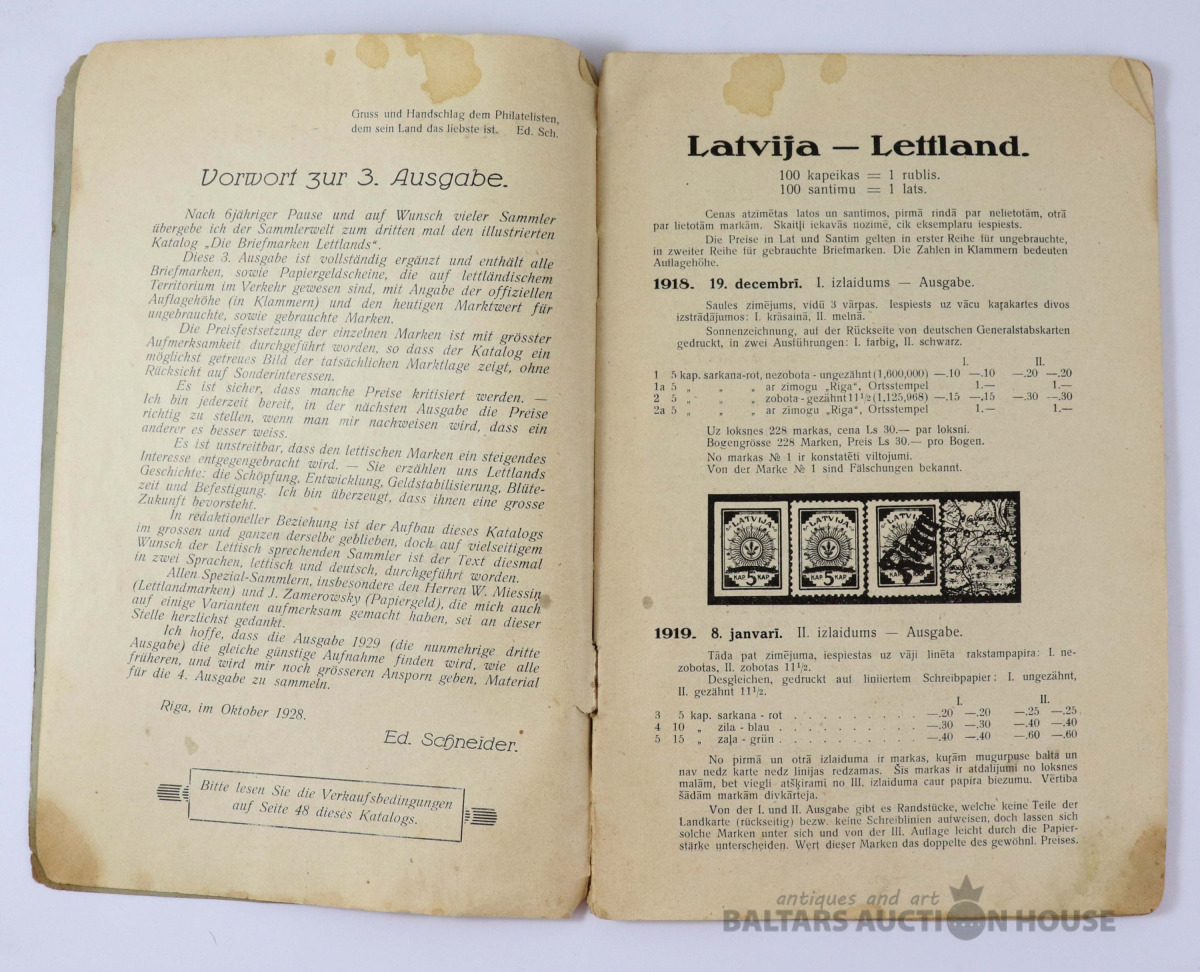 Gruss und Handschlag dem Philatelisten,
dem sein Land das liebste ist. Ed. Sch.
Vorwort zur 3. Ausgabe.
Nach 6jähriger Pause und auf Wunsch vieler Sammler
übergebe ich der Sammlerwelt zum dritten mal den illustrierten
Katalog „Die Briefmarken Lettlands“.
Diese 3. Ausgabe ist vollständig ergänzt und enthält alle
Briefmarken, sowie Papiergeldscheine, die auf lettländischem
Territorium im Verkehr gewesen sind, mit Angabe der offiziellen
Auflagehöhe (in Klammern) und den heutigen Marktwert für
ungebrauchte, sowie gebrauchte Marken.
Die Preisfestsetzung der einzelnen Marken ist mit grösster
Aufmerksamkeit durchgeführt worden, so dass der Katalog ein
möglichst getreues Bild der tatsächlichen Marktlage zeigt, ohne
Rücksicht auf Sonderinteressen.
Es ist sicher, dass manche Preise kritisiert werden. —
Ich bin jederzeit bereit, in der nächsten Ausgabe die Preise
richtig zu stellen, wenn man mir nachweisen wird, dass ein
anderer es besser weiss.
Es ist unstreitbar, dass den lettischen Marken ein steigendes
Interesse entgegengebracht wird. — Sie erzählen uns Lettlands
Geschichte: die Schöpfung, Entwicklung, Geldstabilisierung, Blüte-
zeit und Befestigung. Ich bin überzeugt, dass ihnen eine grosse
Zukunft bevorsteht.
In redaktioneller Beziehung ist der Aufbau dieses Katalogs
im grossen und ganzen derselbe geblieben, doch auf vielseitigem
Wunsch der Lettisch sprechenden Sammler ist der Text diesmal
in zwei Sprachen, lettisch und deutsch, durchgeführt worden.
Allen Spezial-Sammlern, insbesondere den Herren W. Miessin
(Lettlandmarken) und J. Zamerowsky (Papiergeld), die mich auch
auf einige Varianten aufmerksam gemacht haben, sei an dieser
Stelle herzlichst gedankt.
Ich hoffe, dass die Ausgabe 1929 (die nunmehrige dritte
Ausgabe) die gleiche günstige Aufnahme finden wird, wie alle
früheren, und wird mir noch grösseren Ansporn geben, Material
für die 4. Ausgabe zu sammeln.
Riga, im Oktober 1928.
Ed. Schneider.
Bitte lesen Sie die Verkaufsbedingungen
auf Seite 48 dieses Katalogs.
Latvija — Lettland.
100 kapeikas = 1 rublis.
100 santimu = 1 lats.
Cenas atzimētas latos un santimos, pirmā rindā par nelietotām, otrā
par lietotām markām. Skaitļi iekavās nozimē, cik eksemplaru iespiests.
Die Preise in Lat und Santim gelten in erster Reihe für ungebrauchte,
in zweiter Reihe für gebrauchte Briefmarken. Die Zahlen in Klammern bedeuten
Auflagehöhe.
1918. 19. decembrī. I. izlaidums — Ausgabe.
Saules zimējums, vidū 3 vārpas. Iespiests uz vācu kaŗakartes divos
izstrādājumos: I. krāsainā, II. melnā.
Sonnenzeichnung, auf der Rückseite von deutschen Generalstabskarten
gedruckt, in zwei Ausführungen: I. farbig, II. schwarz.
I. II.
1 5 kap. sarkana-rot, nezobota - ungezähnt (1,600,000) —.10 —.10 —.20 —.20
1a 5 „ „ „ ar zimogu „Riga“, Ortsstempel 1.— 1.—
2 5 „ „ „ zobota - gezähnt 11½ (1,125,968) —.15 —.15 —.30 —.30
2a 5 „ „ „ ar zimogu „Riga“, Ortsstempel 1.— 1.—
Uz loksnes 228 markas, cena Ls 30.— par loksni.
Bogengrösse 228 Marken, Preis Ls 30.— pro Bogen.
No markas № 1 ir konstatēti viltojumi.
Von der Marke № 1 sind Fälschungen bekannt.
LATVIJA LATVIJA LATVIJA
Riga
KAP. 5 KAP. KAP. 5 KAP. KAP. 5 KAP.
1919. 8. janvarī. II. izlaidums — Ausgabe.
Tāda pat zimējuma, iespiestas uz vāji linēta rakstampapira: I. ne-
zobotas, II. zobotas 11½.
Desgleichen, gedruckt auf liniiertem Schreibpapier: I. ungezähnt,
II. gezähnt 11½.
I. II.
3 5 kap. sarkana - rot . . . . . . . . . . —.20 —.20 —.25 —.25
4 10 „ zila - blau . . . . . . . . . . . —.30 —.30 —.40 —.40
5 15 „ zaļa - grün . . . . . . . . . . . —.40 —.40 —.60 —.60
No pirmā un otrā izlaiduma ir markas, kuŗām mugurpuse balta un
nav nedz karte nedz linijas redzamas. Šis markas ir atdalijumi no loksnes
malām, bet viegli atšķirami no III. izlaiduma caur papira biezumu. Vērtiba
šādām markām divkārteja.
Von der I. und II. Ausgabe gibt es Randstücke, welche keine Teile der
Landkarte (rückseitig) bezw. keine Schreiblinien aufweisen, doch lassen sich
solche Marken unter sich und von der III. Auflage leicht durch die Papier-
stärke unterscheiden. Wert dieser Marken das doppelte des gewöhnl. Preises.
antiques and art
BALTARS AUCTION HOUSE